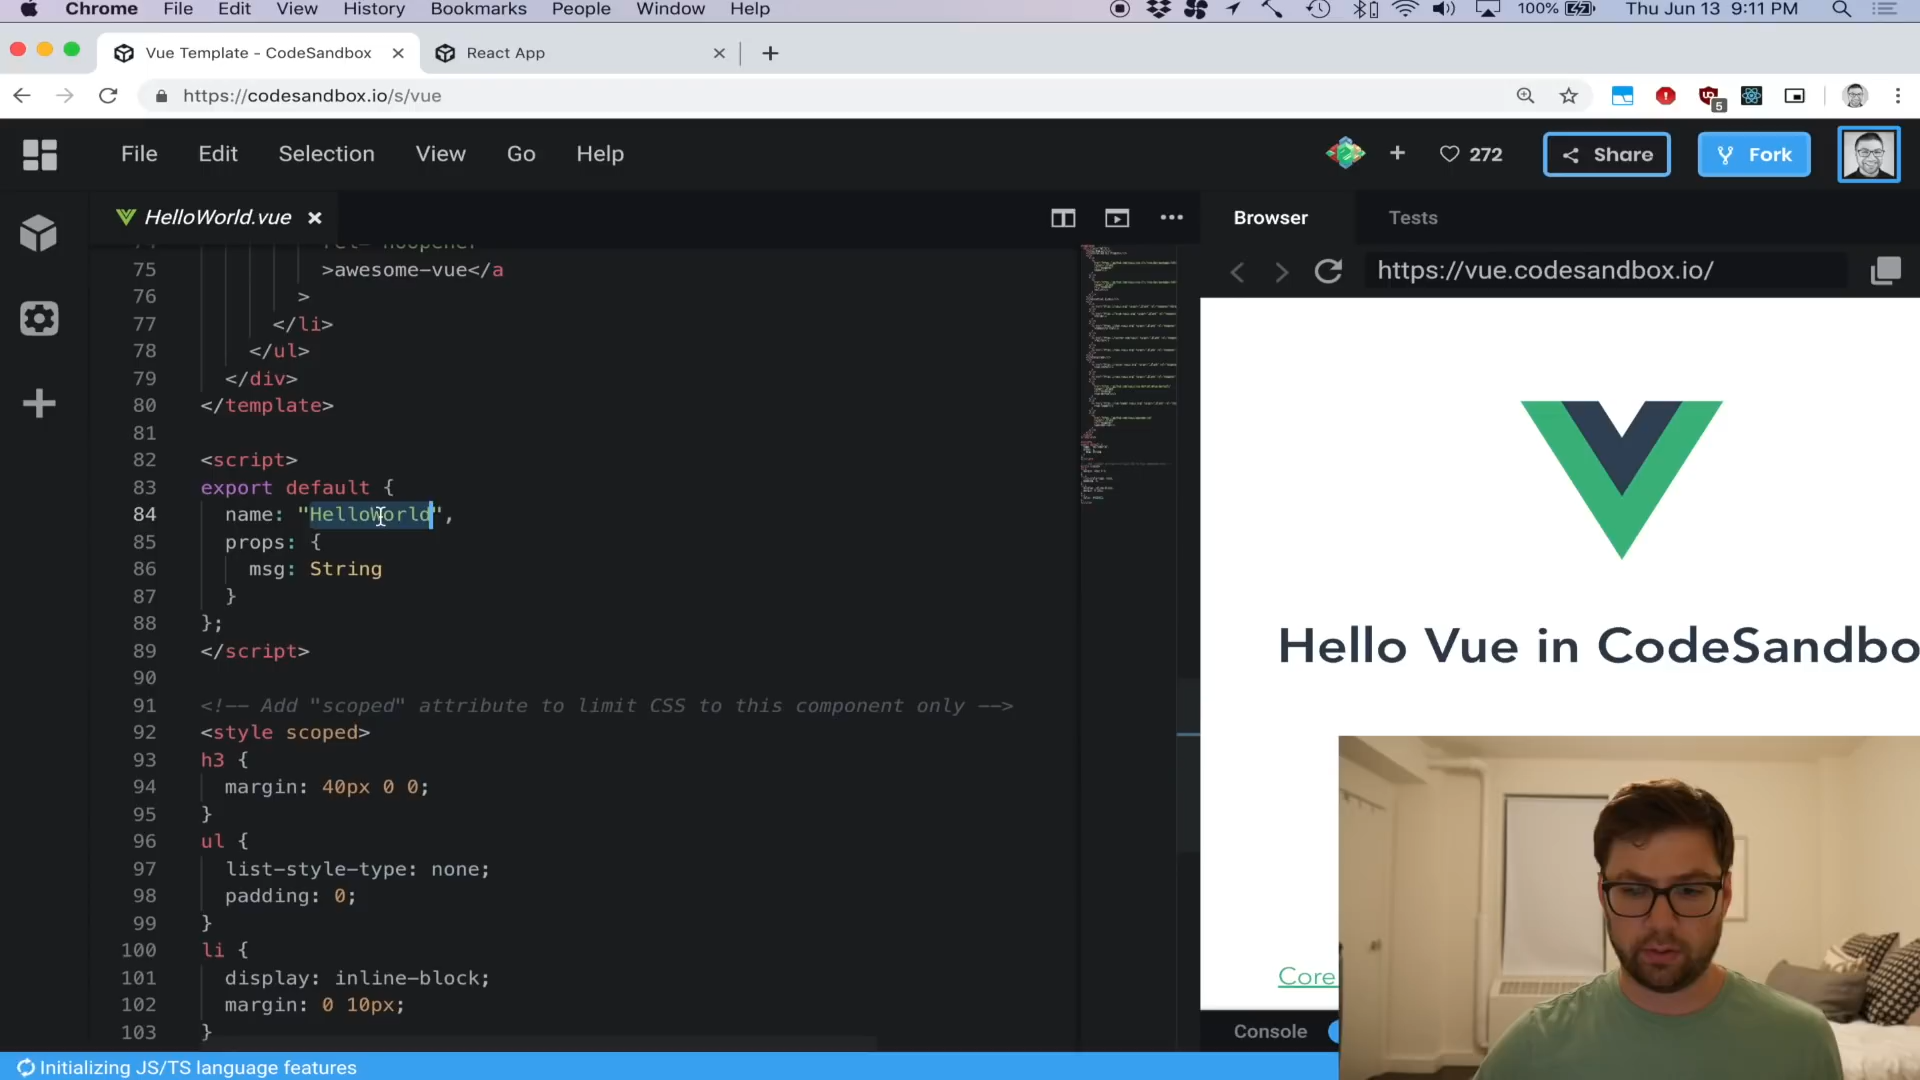 Chrome File Edit View History Bookmarks People Window Help 100% Thu Jun 13 9:11 PM
Vue Template - CodeSandbox React App
https://codesandbox.io/s/vue 5
File Edit Selection View Go Help 272 Share Fork
HelloWorld.vue Browser Tests
https://vue.codesandbox.io/
75 >awesome-vue</a
76 >
77 </li>
78 </ul>
79 </div>
80 </template>
81
82 <script>
83 export default {
84 name: "HelloWorld",
85 props: {
86 msg: String
87 }
88 };
89 </script>
90
91 <!-- Add "scoped" attribute to limit CSS to this component only -->
92 <style scoped>
93 h3 {
94 margin: 40px 0 0;
95 }
96 ul {
97 list-style-type: none;
98 padding: 0;
99 }
100 li {
101 display: inline-block;
102 margin: 0 10px;
103 }
Hello Vue in CodeSandbo
Core
Console
Initializing JS/TS language features